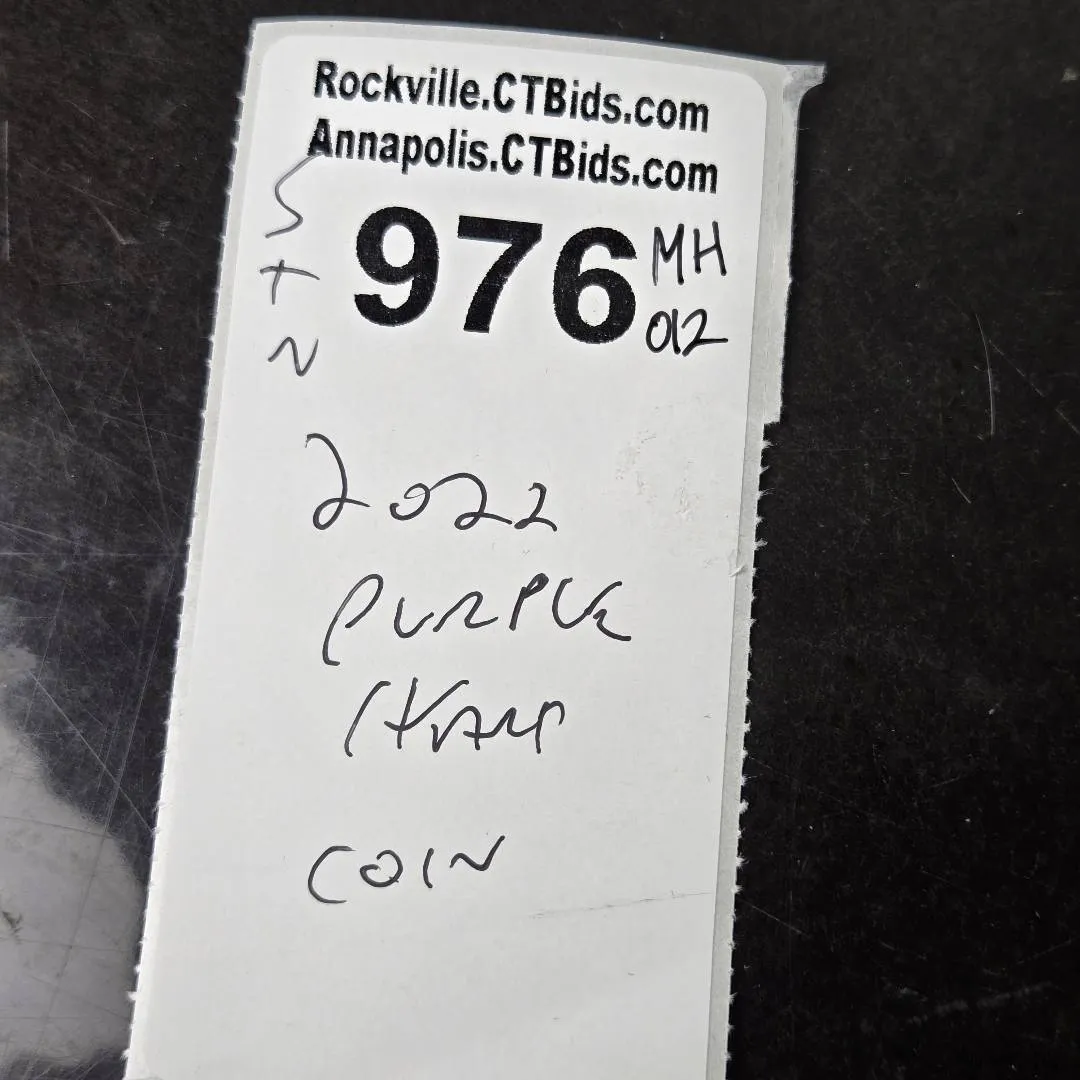 Rockville.CTBids.com
Annapolis.CTBids.com
S
+
N
976 MH
012
2022
PURPLE
HEART
COIN